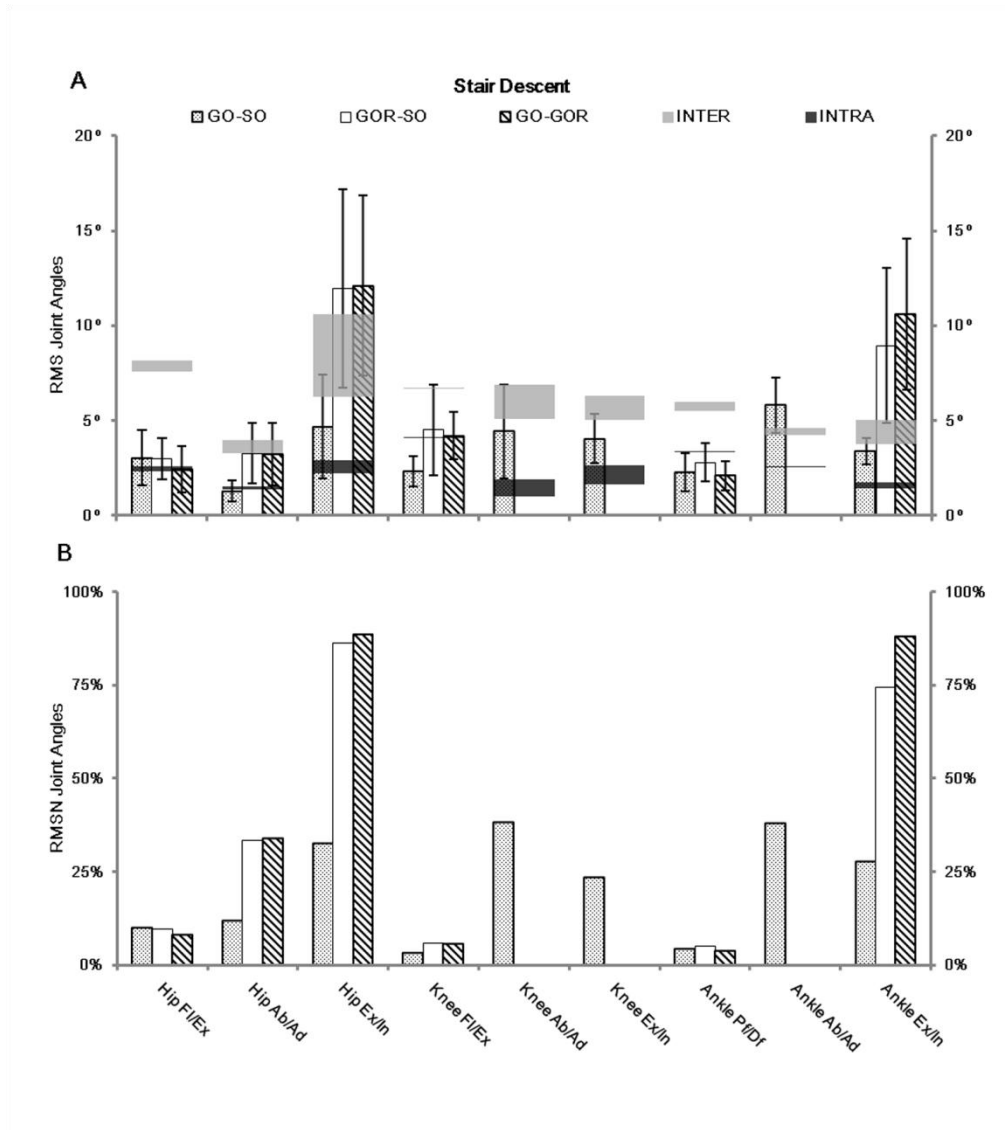 A
Stair Descent
GO-SO GOR-SO GO-GOR INTER INTRA
20° 20°
15° 15°
10° 10°
5° 5°
0° 0°
RMS Joint Angles
B
100% 100%
75% 75%
50% 50%
25% 25%
0% 0%
RMSN Joint Angles
Hip Fl/Ex
Hip Ab/Ad
Hip Ex/In
Knee Fl/Ex
Knee Ab/Ad
Knee Ex/In
Ankle Pf/Df
Ankle Ab/Ad
Ankle Ex/In